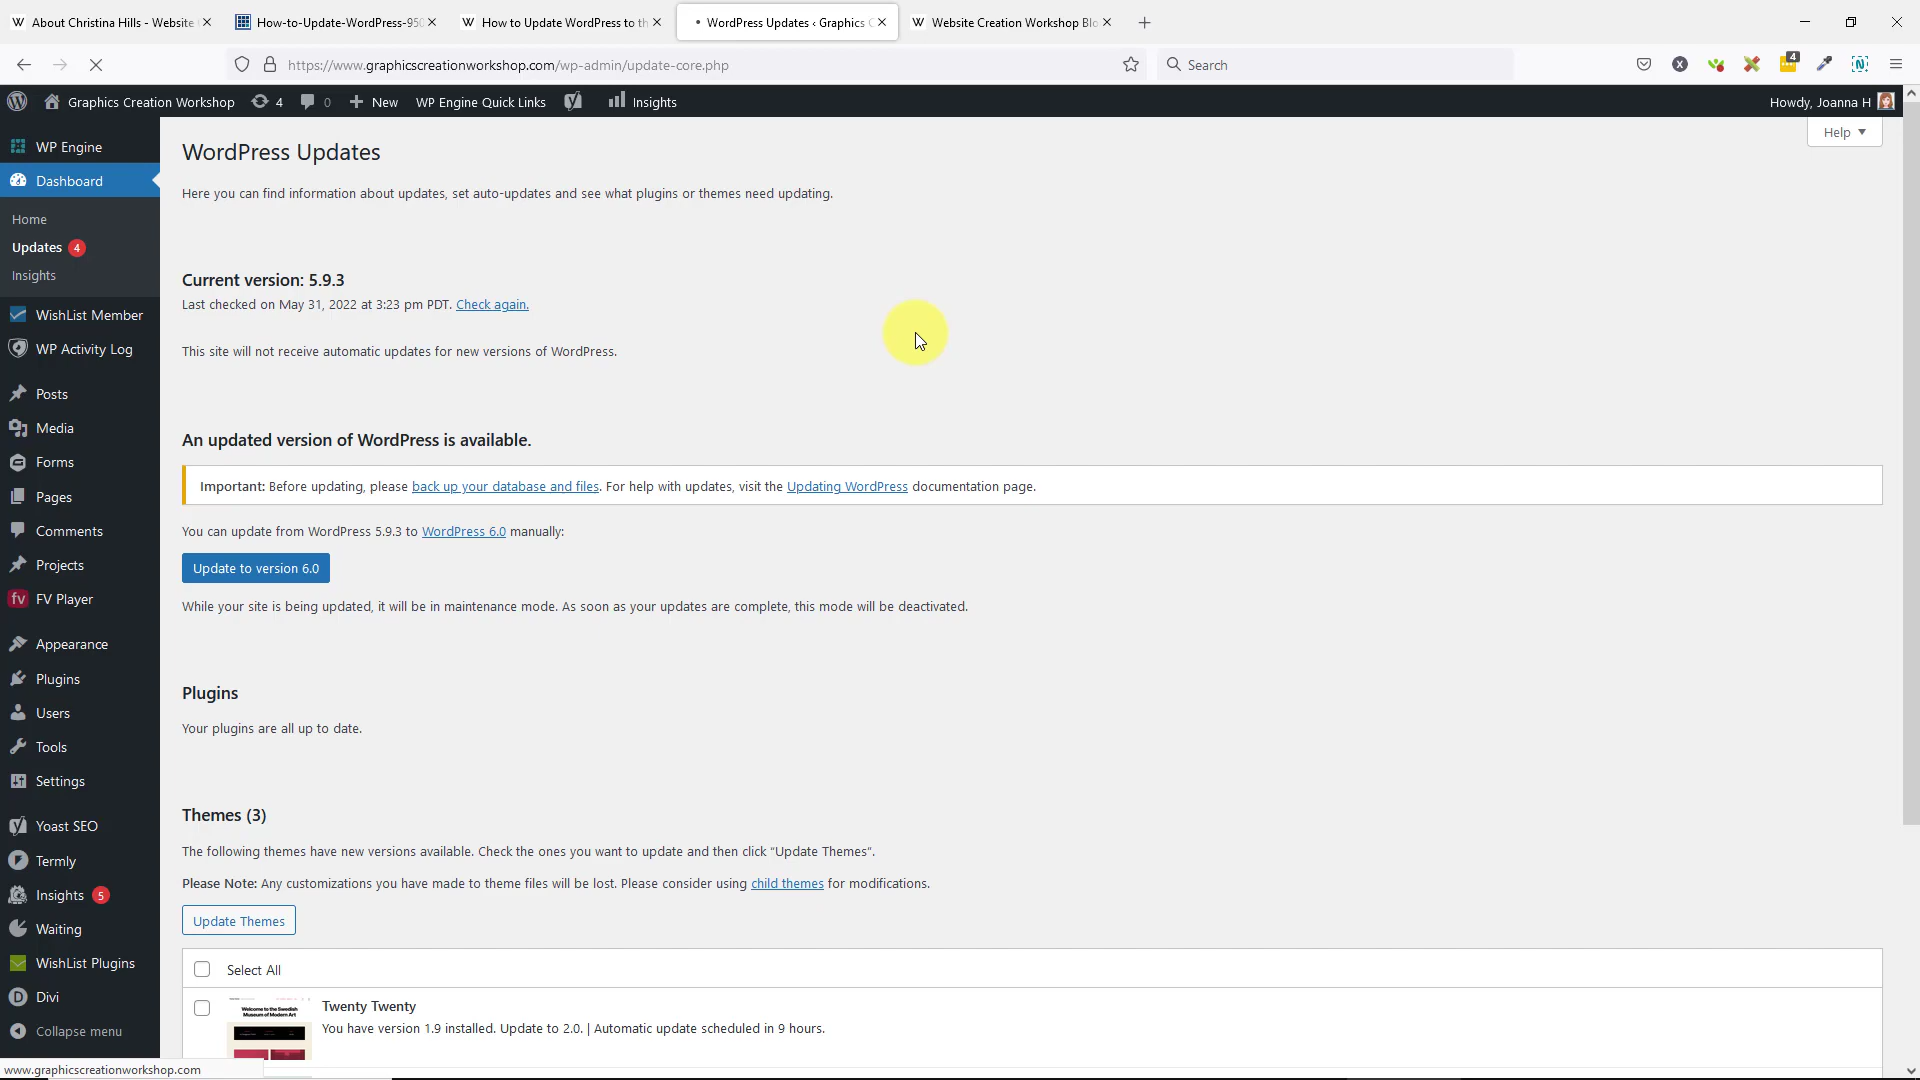 About Christina Hills - Website
How-to-Update-WordPress-950
How to Update WordPress to th
WordPress Updates ‹ Graphics C
Website Creation Workshop Blo
https://www.graphicscreationworkshop.com/wp-admin/update-core.php
Search
4
Graphics Creation Workshop
4
0
New
WP Engine Quick Links
Insights
Howdy, Joanna H
Help
WP Engine
Dashboard
Home
Updates 4
Insights
WishList Member
WP Activity Log
Posts
Media
Forms
Pages
Comments
Projects
fv FV Player
Appearance
Plugins
Users
Tools
Settings
Yoast SEO
Termly
Insights 5
Waiting
WishList Plugins
Divi
Collapse menu
WordPress Updates
Here you can find information about updates, set auto-updates and see what plugins or themes need updating.
Current version: 5.9.3
Last checked on May 31, 2022 at 3:23 pm PDT. Check again.
This site will not receive automatic updates for new versions of WordPress.
An updated version of WordPress is available.
Important: Before updating, please back up your database and files. For help with updates, visit the Updating WordPress documentation page.
You can update from WordPress 5.9.3 to WordPress 6.0 manually:
Update to version 6.0
While your site is being updated, it will be in maintenance mode. As soon as your updates are complete, this mode will be deactivated.
Plugins
Your plugins are all up to date.
Themes (3)
The following themes have new versions available. Check the ones you want to update and then click “Update Themes”.
Please Note: Any customizations you have made to theme files will be lost. Please consider using child themes for modifications.
Update Themes
Select All
Welcome to the Swedish
Museum of Modern Art
Twenty Twenty
You have version 1.9 installed. Update to 2.0. | Automatic update scheduled in 9 hours.
www.graphicscreationworkshop.com